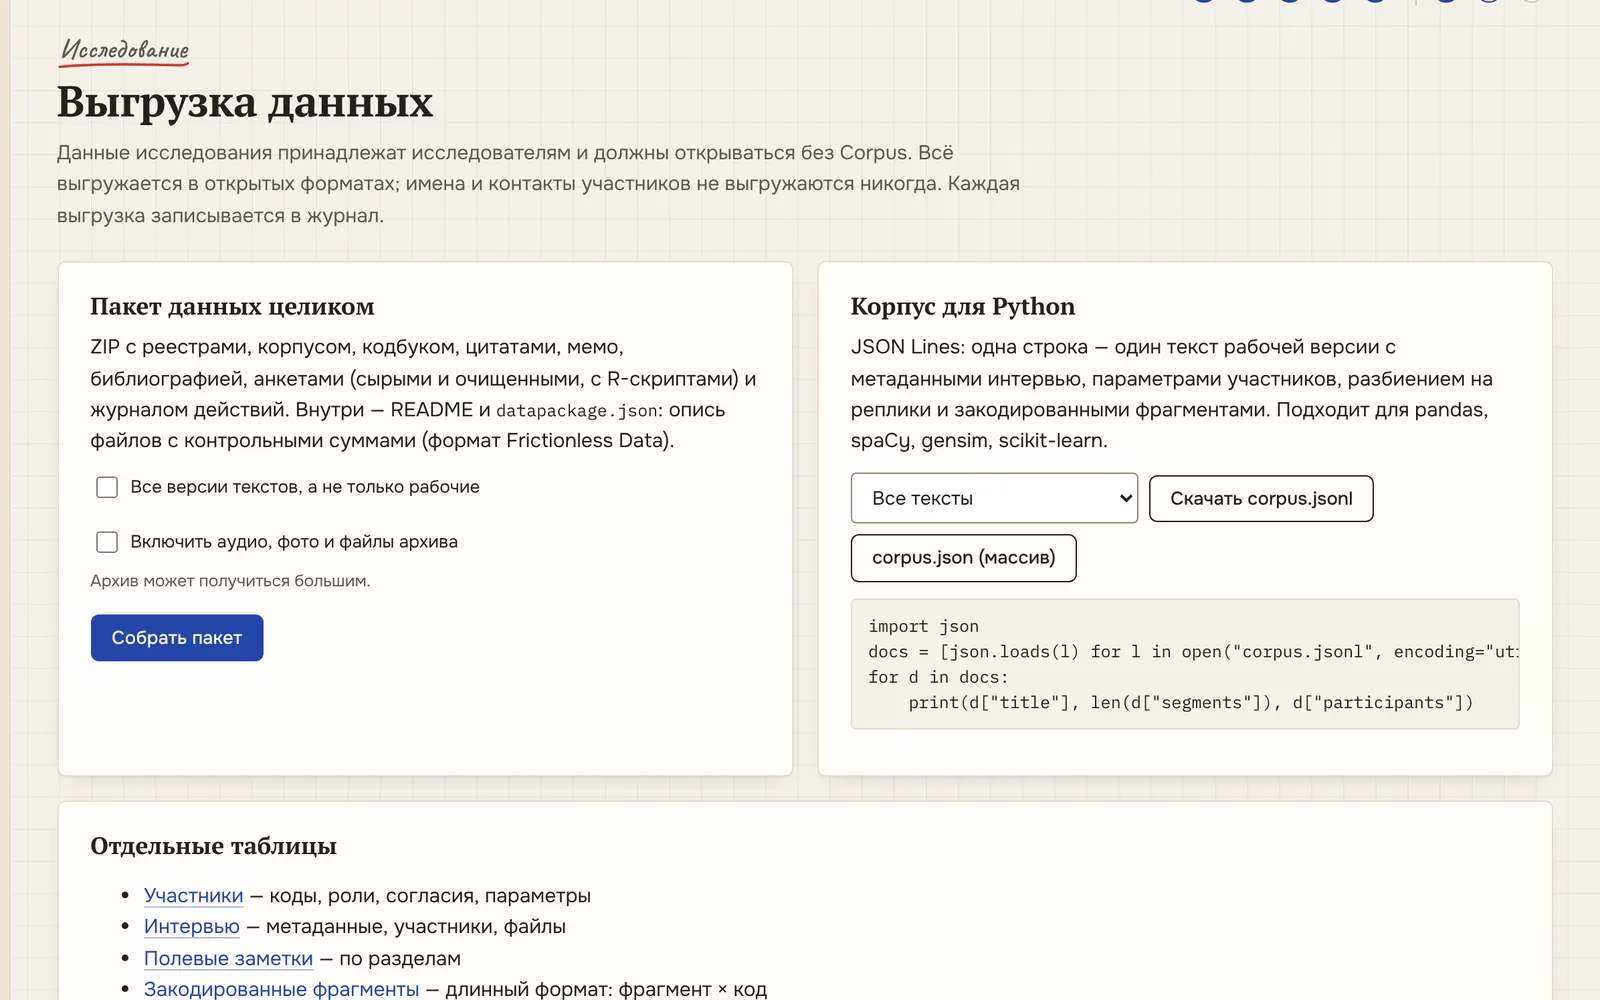 Исследование
Выгрузка данных
Данные исследования принадлежат исследователям и должны открываться без Corpus. Всё
выгружается в открытых форматах; имена и контакты участников не выгружаются никогда. Каждая
выгрузка записывается в журнал.
Пакет данных целиком
ZIP с реестрами, корпусом, кодбуком, цитатами, мемо,
библиографией, анкетами (сырыми и очищенными, с R-скриптами) и
журналом действий. Внутри — README и datapackage.json: опись
файлов с контрольными суммами (формат Frictionless Data).
Все версии текстов, а не только рабочие
Включить аудио, фото и файлы архива
Архив может получиться большим.
Собрать пакет
Корпус для Python
JSON Lines: одна строка — один текст рабочей версии с
метаданными интервью, параметрами участников, разбиением на
реплики и закодированными фрагментами. Подходит для pandas,
spaCy, gensim, scikit-learn.
Все тексты
Скачать corpus.jsonl
corpus.json (массив)
import json
docs = [json.loads(l) for l in open("corpus.jsonl", encoding="ut
for d in docs:
    print(d["title"], len(d["segments"]), d["participants"])
Отдельные таблицы
• Участники — коды, роли, согласия, параметры
• Интервью — метаданные, участники, файлы
• Полевые заметки — по разделам
• Закодированные фрагменты — длинный формат: фрагмент × код